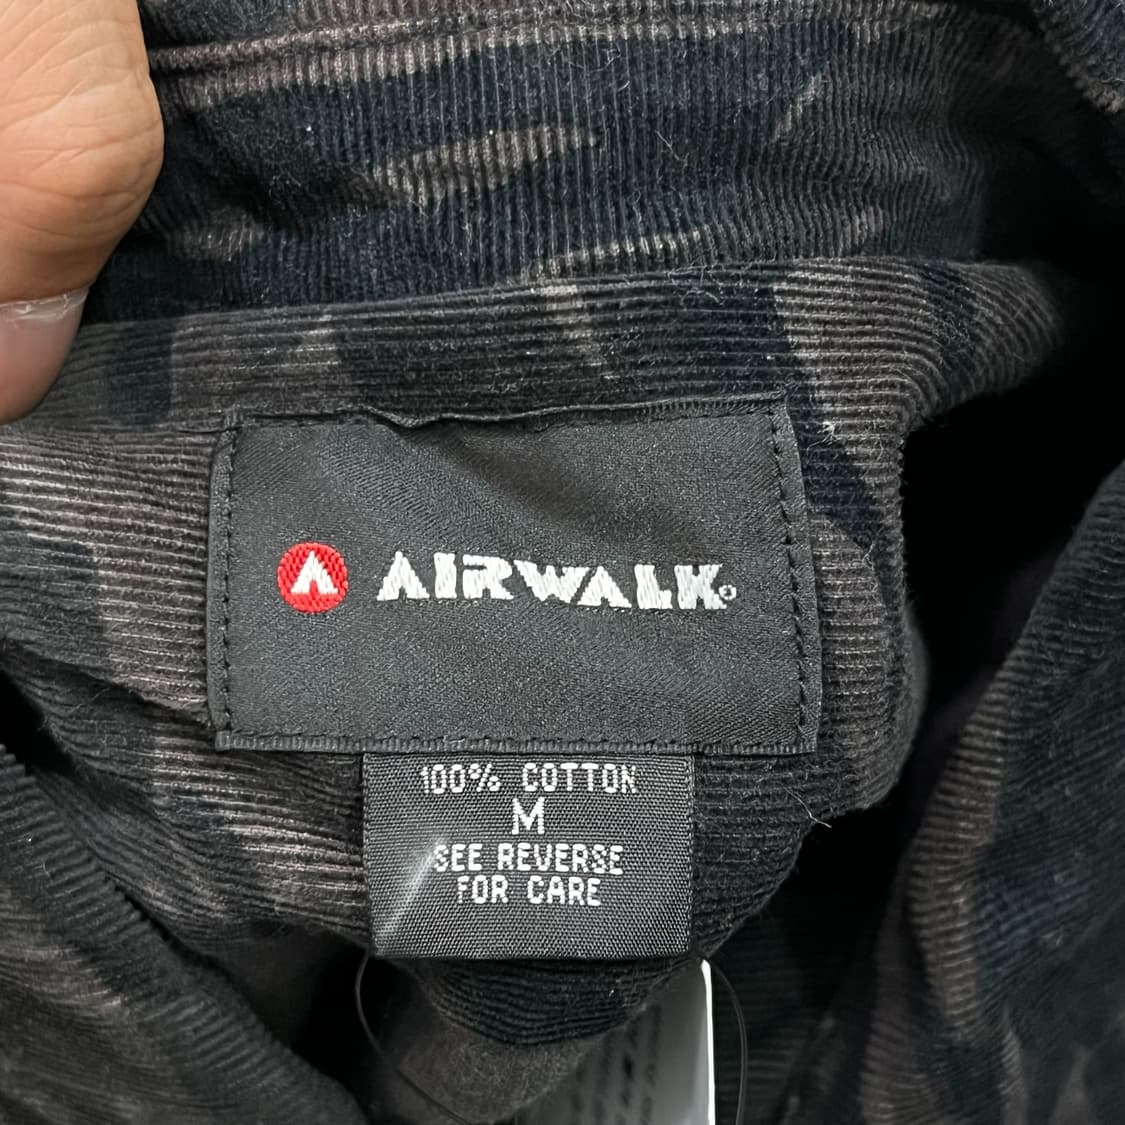 AIRWALK®
100% COTTON
M
SEE REVERSE
FOR CARE